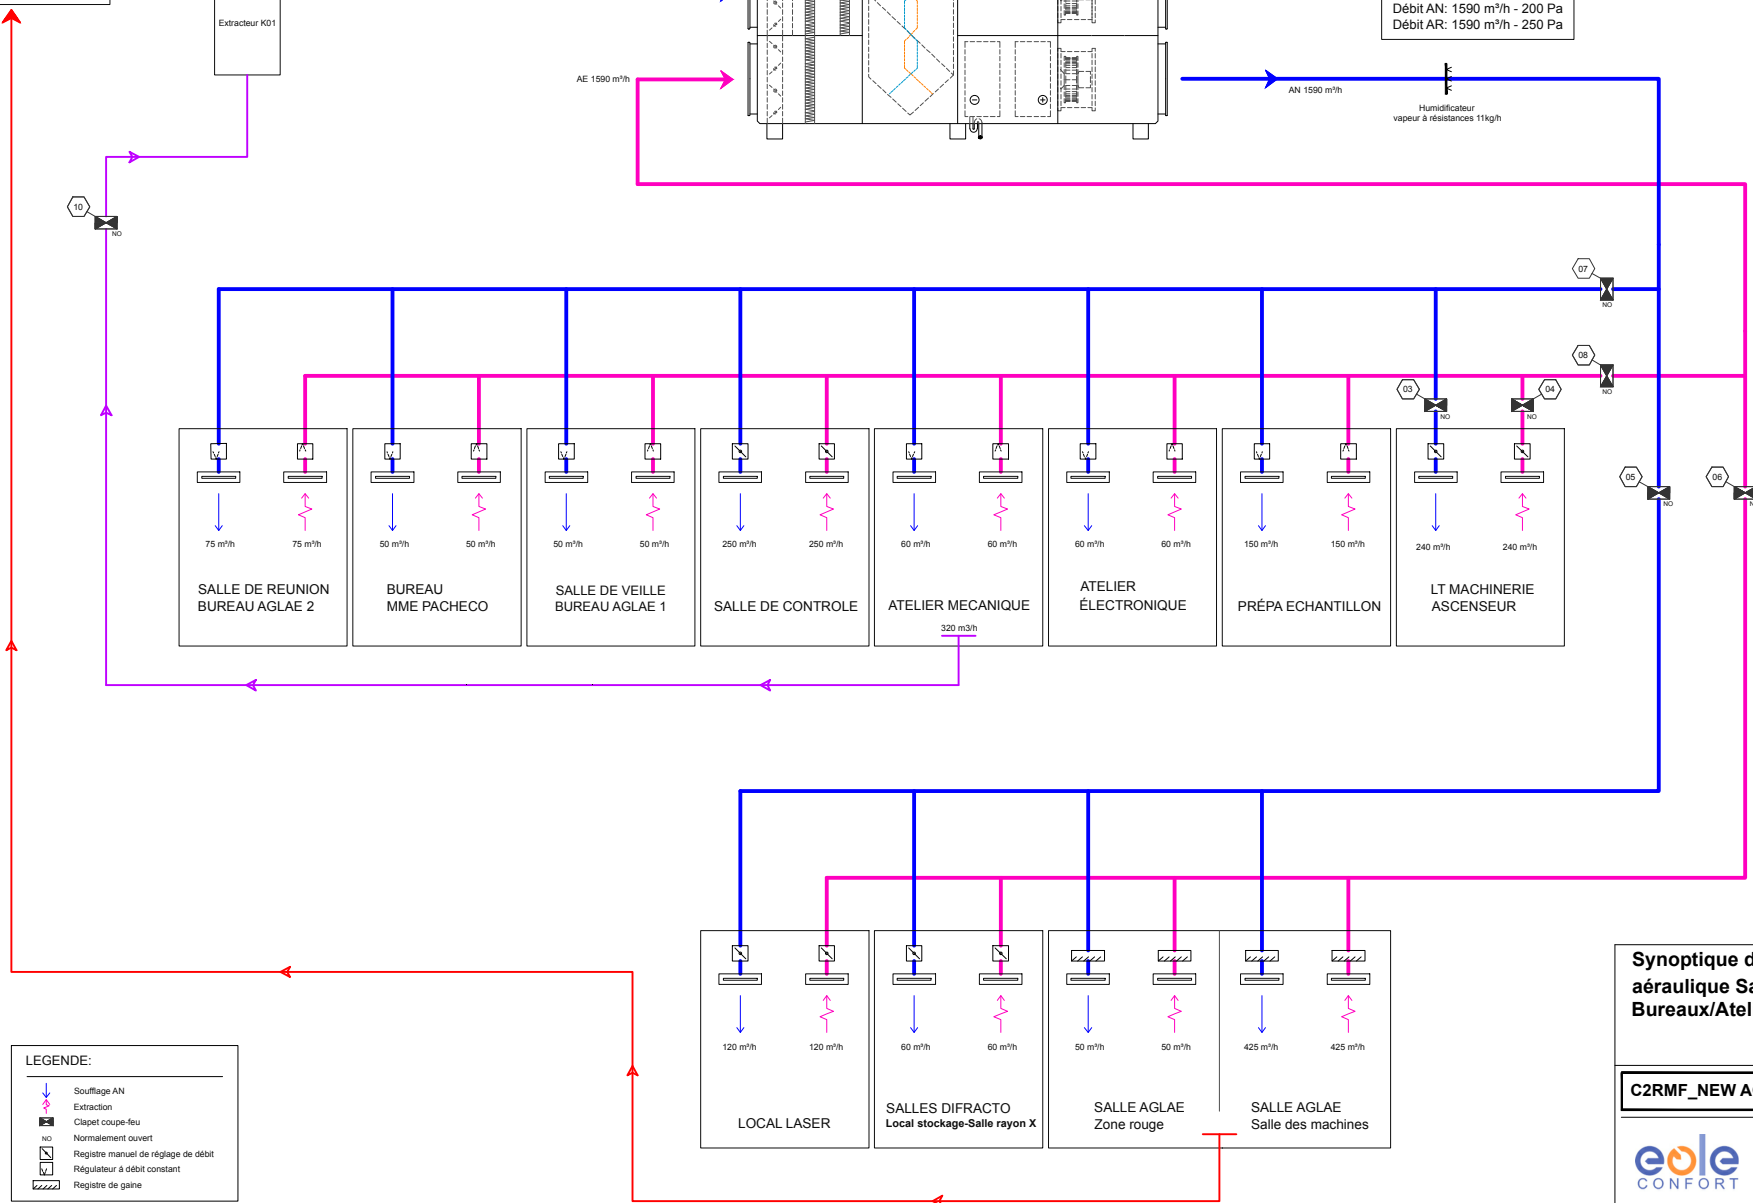 Extracteur K01
Débit AN: 1590 m³/h - 200 Pa
Débit AR: 1590 m³/h - 250 Pa
AE 1590 m³/h
AN 1590 m³/h
Humidificateur
vapeur à résistances 11kg/h
10
NO
07
NO
08
NO
03
NO
04
NO
05
NO
06
75 m³/h
75 m³/h
50 m³/h
50 m³/h
50 m³/h
50 m³/h
250 m³/h
250 m³/h
60 m³/h
60 m³/h
60 m³/h
60 m³/h
150 m³/h
150 m³/h
240 m³/h
240 m³/h
SALLE DE REUNION
BUREAU AGLAE 2
BUREAU
MME PACHECO
SALLE DE VEILLE
BUREAU AGLAE 1
SALLE DE CONTROLE
ATELIER MECANIQUE
320 m3/h
ATELIER
ÉLECTRONIQUE
PRÉPA ECHANTILLON
LT MACHINERIE
ASCENSEUR
120 m³/h
120 m³/h
60 m³/h
60 m³/h
50 m³/h
50 m³/h
425 m³/h
425 m³/h
LOCAL LASER
SALLES DIFRACTO
Local stockage-Salle rayon X
SALLE AGLAE
Zone rouge
SALLE AGLAE
Salle des machines
LEGENDE:
Soufflage AN
Extraction
Clapet coupe-feu
NO Normalement ouvert
Registre manuel de réglage de débit
Régulateur à débit constant
Registre de gaine
Synoptique d
aéraulique Sa
Bureaux/Atel
C2RMF_NEW A
eole
CONFORT